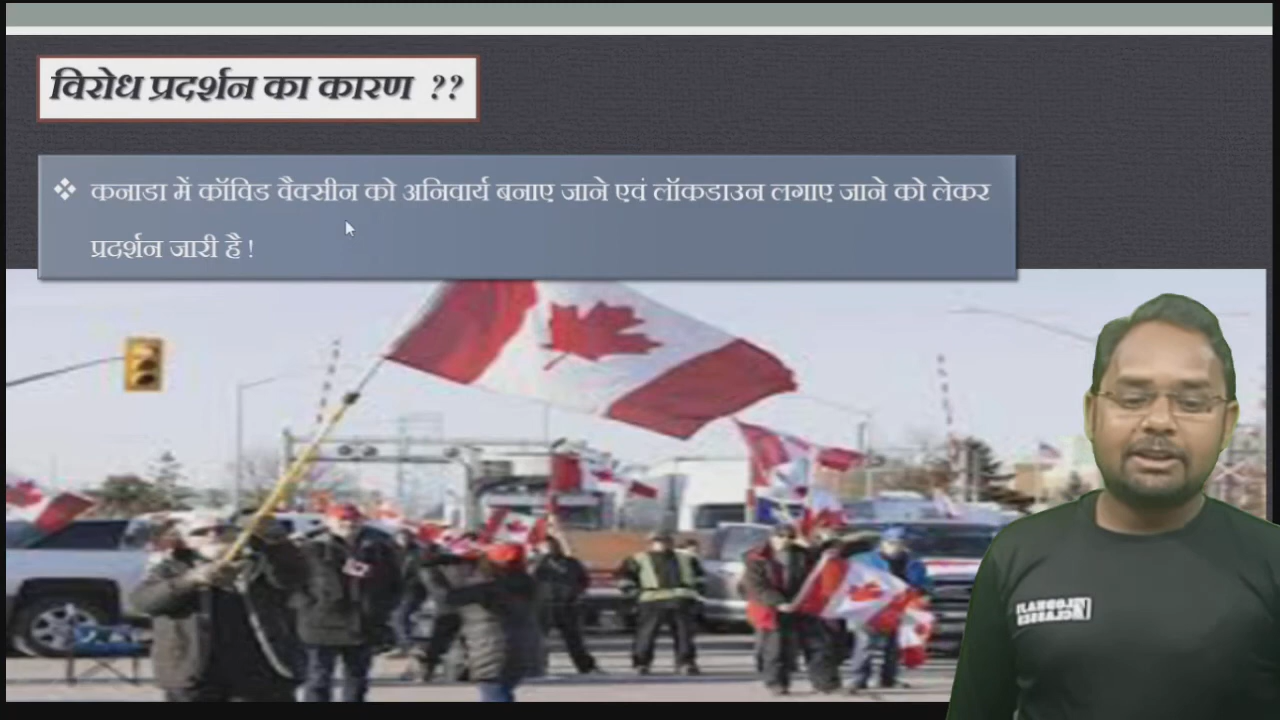 विरोध प्रदर्शन का कारण ??
❖ कनाडा में कॉविड वैक्सीन को अनिवार्य बनाए जाने एवं लॉकडाउन लगाए जाने को लेकर
प्रदर्शन जारी है !